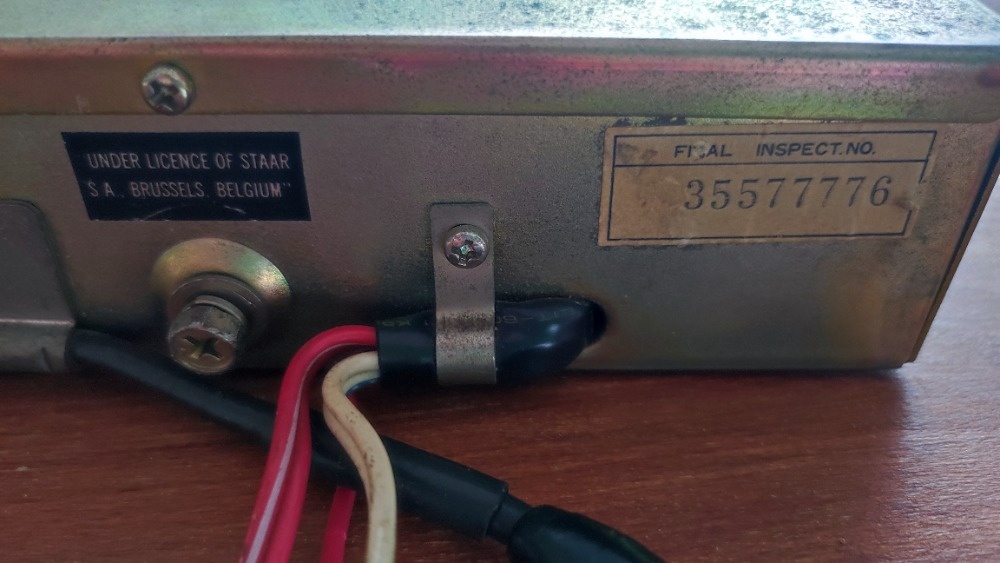 UNDER LICENCE OF STAAR
S.A., BRUSSELS, BELGIUM"
FINAL INSPECT.NO.
35577776